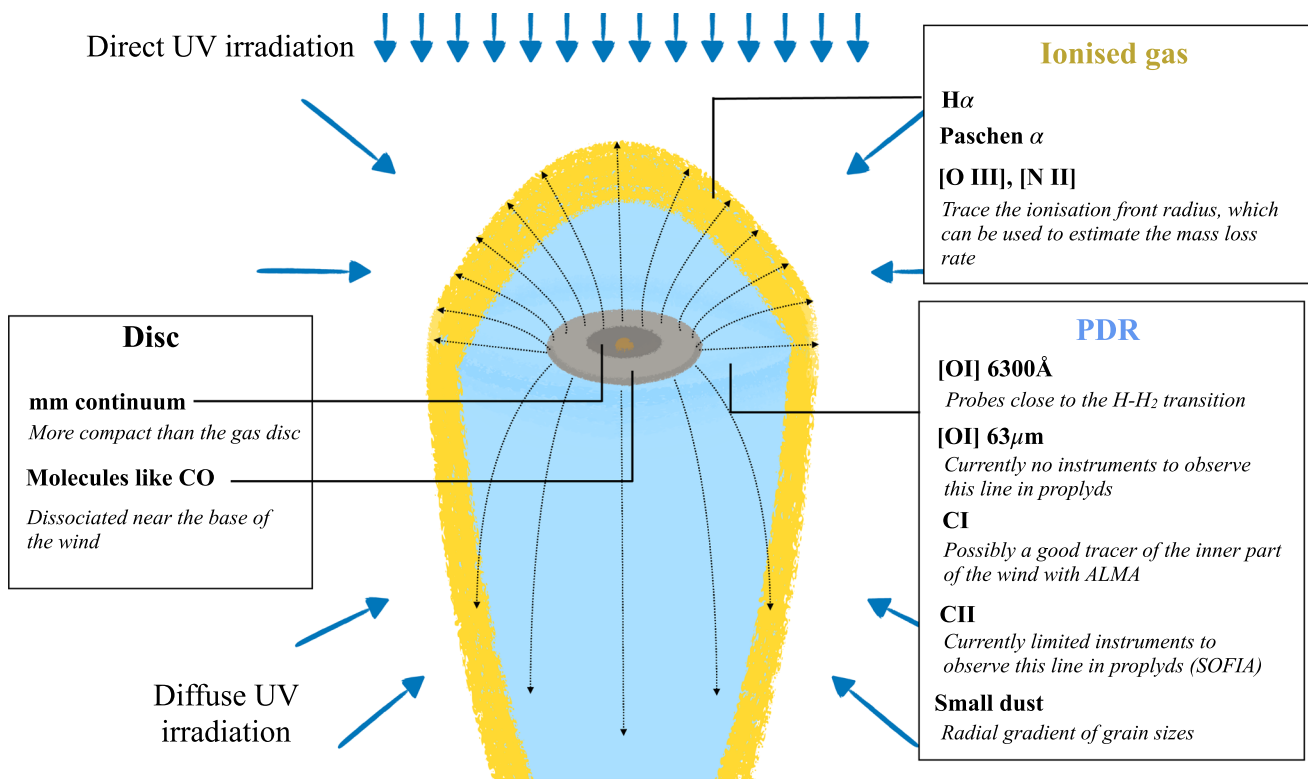 Direct UV irradiation
Ionised gas
Hα
Paschen α
[O III], [N II]
Trace the ionisation front radius, which
can be used to estimate the mass loss
rate
Disc
mm continuum
More compact than the gas disc
Molecules like CO
Dissociated near the base of
the wind
PDR
[OI] 6300Å
Probes close to the H-H₂ transition
[OI] 63μm
Currently no instruments to observe
this line in proplyds
CI
Possibly a good tracer of the inner part
of the wind with ALMA
CII
Currently limited instruments to
observe this line in proplyds (SOFIA)
Small dust
Radial gradient of grain sizes
Diffuse UV
irradiation